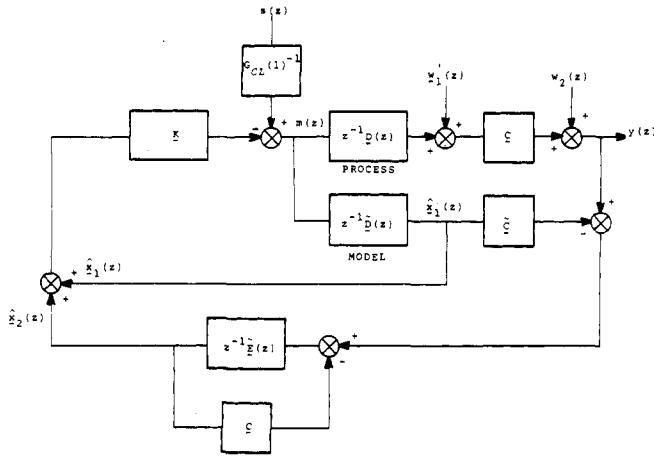 s(z)
G_CL(1)^-1
w_1'(z)
w_2(z)
K
- + m(z)
z^-1 D(z)
+ +
C
+ +
y(z)
PROCESS
z^-1 D̃(z)
x̂_1(z)
C̃
+ -
MODEL
+ x̂_1(z)
+
x̂_2(z)
z^-1 Ẽ(z)
+ -
C